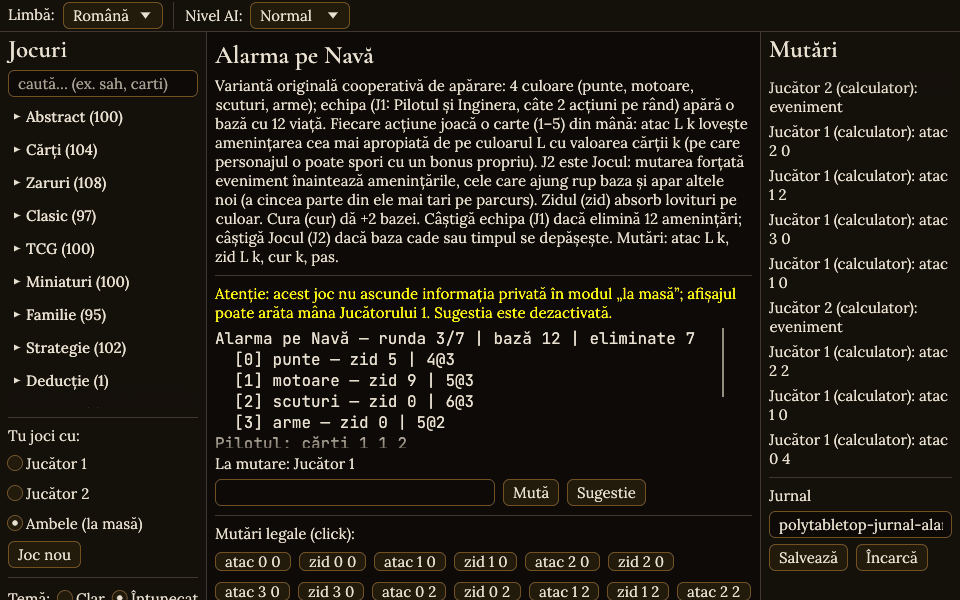 Limbă: Română Nivel AI: Normal
Jocuri
caută... (ex. sah, carti)
Abstract (100)
Cărți (104)
Zaruri (108)
Clasic (97)
TCG (100)
Miniaturi (100)
Familie (95)
Strategie (102)
Deducție (1)
Tu joci cu:
Jucător 1
Jucător 2
Ambele (la masă)
Joc nou
Temă: Clar Întunecat
Alarma pe Navă
Variantă originală cooperativă de apărare: 4 culoare (punte, motoare,
scuturi, arme); echipa (J1: Pilotul și Inginera, câte 2 acțiuni pe rând) apără o
bază cu 12 viață. Fiecare acțiune joacă o carte (1–5) din mână: atac L k lovește
amenințarea cea mai apropiată de pe culoarul L cu valoarea cărții k (pe care
personajul o poate spori cu un bonus propriu). J2 este Jocul: mutarea forțată
eveniment înaintează amenințările, cele care ajung rup baza și apar altele
noi (a cincea parte din ele mai tari pe parcurs). Zidul (zid) absorb lovituri pe
culoar. Cura (cur) dă +2 bazei. Câștigă echipa (J1) dacă elimină 12 amenințări;
câștigă Jocul (J2) dacă baza cade sau timpul se depășește. Mutări: atac L k,
zid L k, cur k, pas.
Atenție: acest joc nu ascunde informația privată în modul „la masă”; afișajul
poate arăta mâna Jucătorului 1. Sugestia este dezactivată.
Alarma pe Navă — runda 3/7 | bază 12 | eliminate 7
[0] punte — zid 5 | 4@3
[1] motoare — zid 9 | 5@3
[2] scuturi — zid 0 | 6@3
[3] arme — zid 0 | 5@2
Pilotul: cărți 1 1 2
La mutare: Jucător 1
Mută Sugestie
Mutări legale (click):
atac 0 0 zid 0 0 atac 1 0 zid 1 0 atac 2 0 zid 2 0
atac 3 0 zid 3 0 atac 0 2 zid 0 2 atac 1 2 zid 1 2 atac 2 2
Mutări
Jucător 2 (calculator):
eveniment
Jucător 1 (calculator): atac
2 0
Jucător 1 (calculator): atac
1 2
Jucător 1 (calculator): atac
3 0
Jucător 1 (calculator): atac
1 0
Jucător 2 (calculator):
eveniment
Jucător 1 (calculator): atac
2 2
Jucător 1 (calculator): atac
1 0
Jucător 1 (calculator): atac
0 4
Jurnal
polytabletop-jurnal-alar
Salvează Încarcă